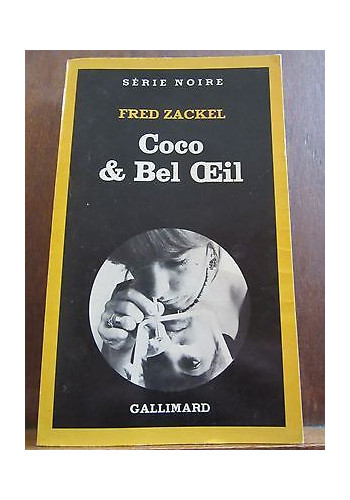 SÉRIE NOIRE
FRED ZACKEL
Coco
& Bel Œil
GALLIMARD